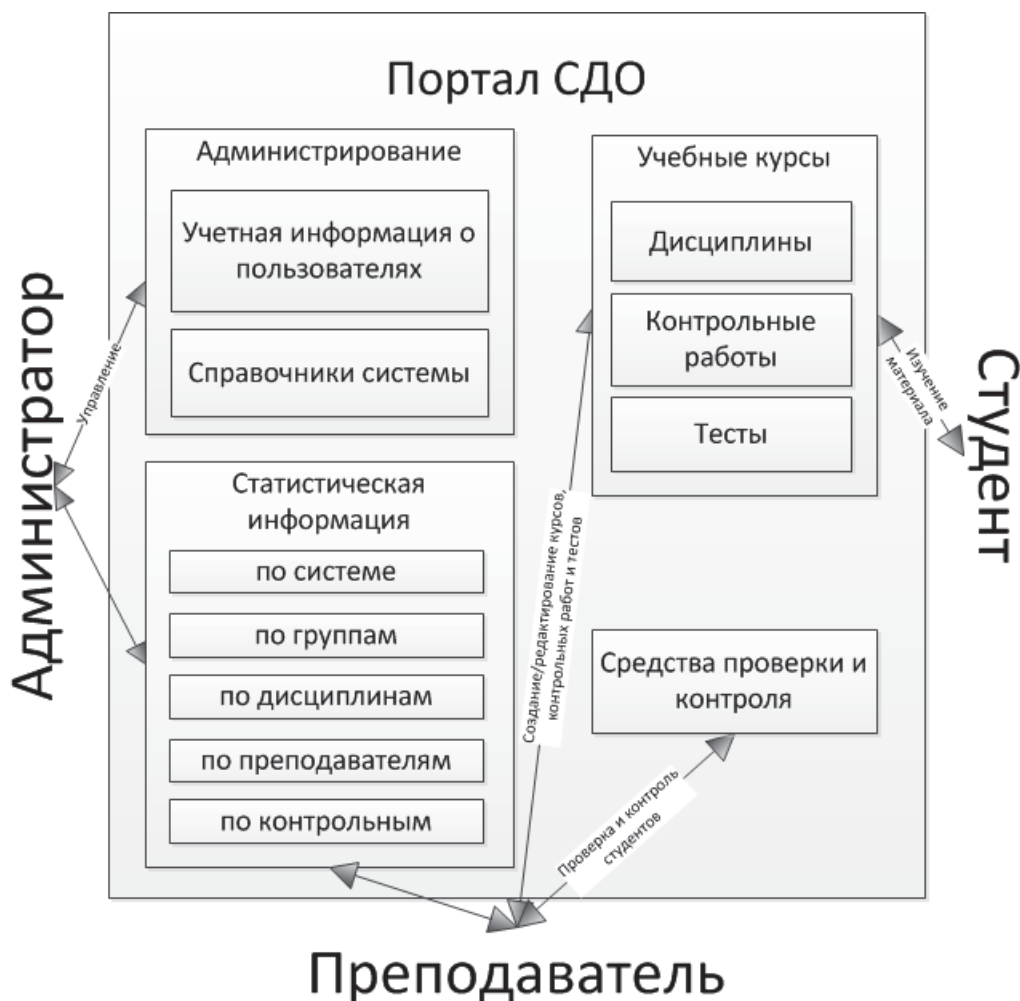 Портал СДО
Администрирование
Учетная информация о
пользователях
Справочники системы
Статистическая
информация
по системе
по группам
по дисциплинам
по преподавателям
по контрольным
Учебные курсы
Дисциплины
Контрольные
работы
Тесты
Средства проверки и
контроля
Администратор
Управление
Создание/редактирование курсов,
контрольных работ и тестов
Проверка и контроль
студентов
Изучение
материала
Студент
Преподаватель